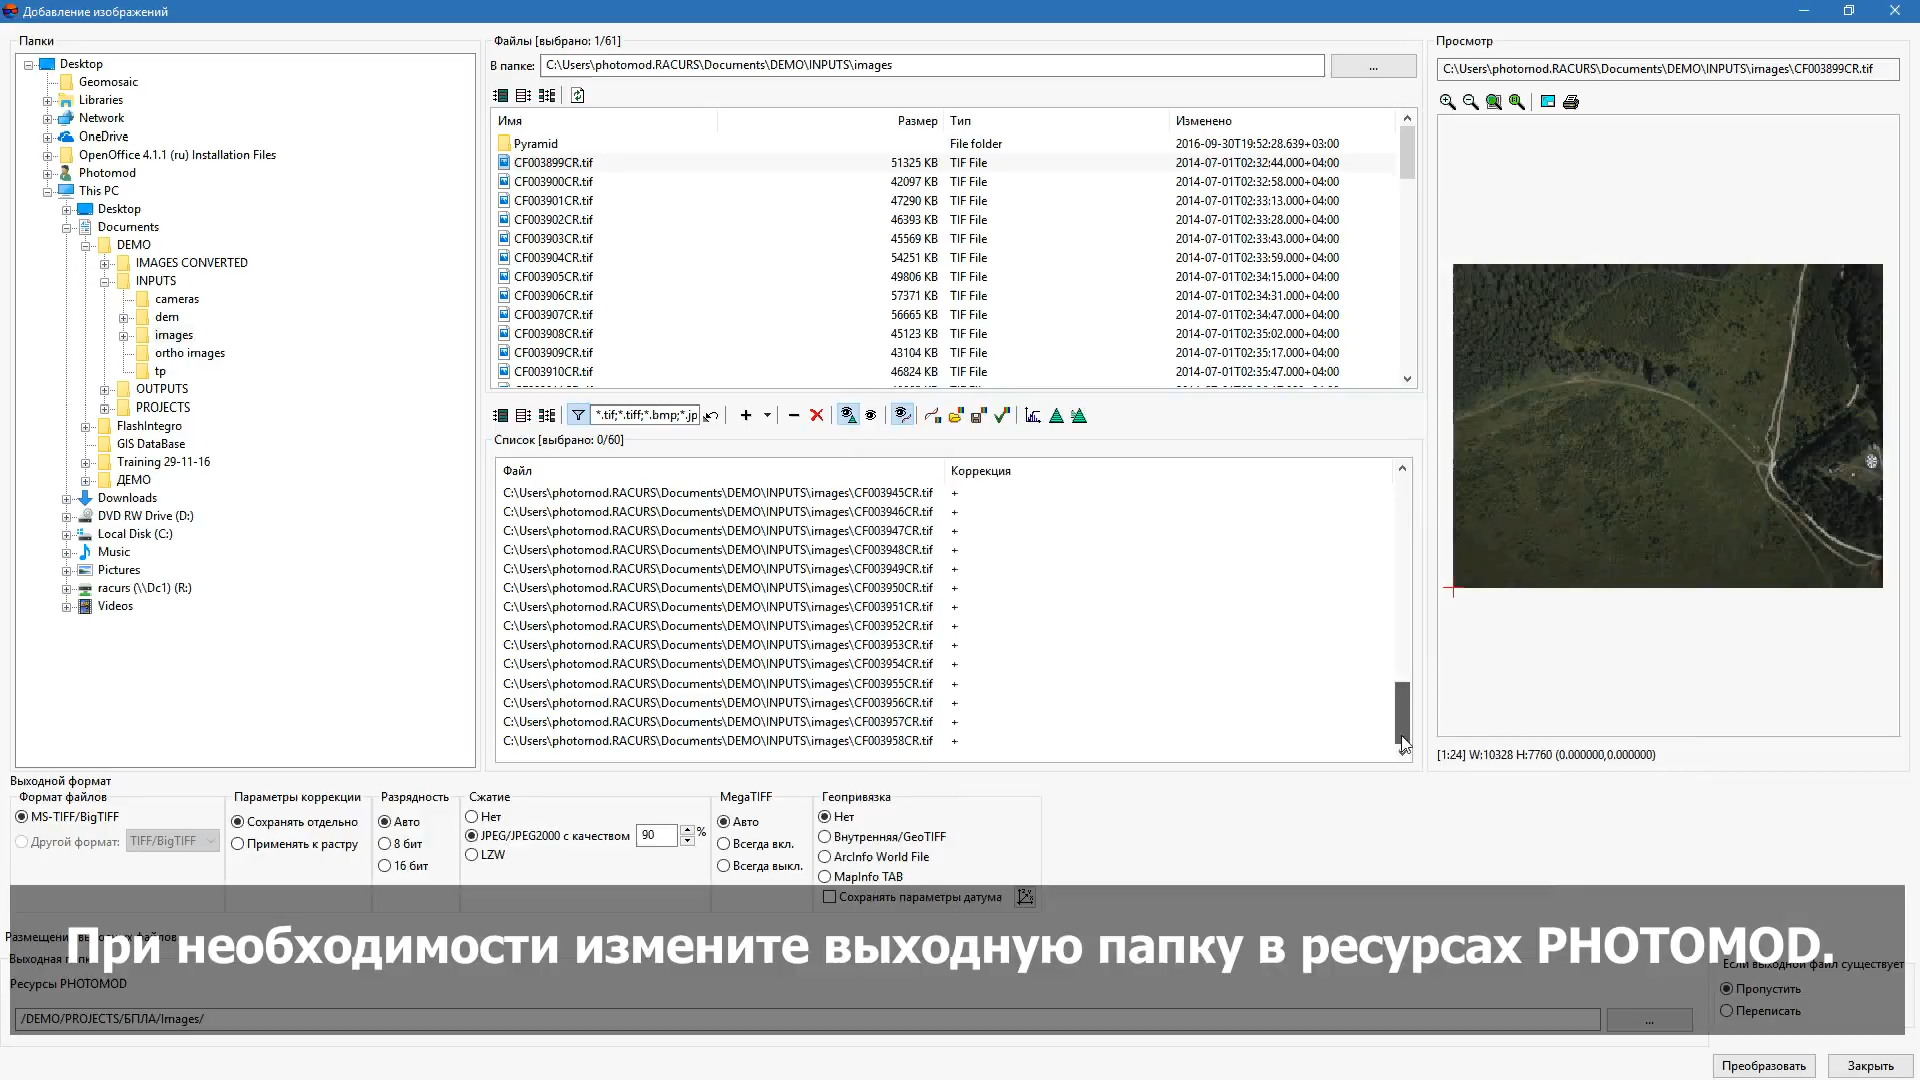 Добавление изображений
Папки
Desktop
Geomosaic
Libraries
Network
OneDrive
OpenOffice 4.1.1 (ru) Installation Files
Photomod
This PC
Desktop
Documents
DEMO
IMAGES CONVERTED
INPUTS
cameras
dem
images
ortho images
tp
OUTPUTS
PROJECTS
FlashIntegro
GIS DataBase
Training 29-11-16
ДЕМО
Downloads
DVD RW Drive (D:)
Local Disk (C:)
Music
Pictures
racurs (\\Dc1) (R:)
Videos
Файлы [выбрано: 1/61]
В папке: C:\Users\photomod.RACURS\Documents\DEMO\INPUTS\images ...
Имя Размер Тип Изменено
Pyramid File folder 2016-09-30T19:52:28.639+03:00
CF003899CR.tif 51325 KB TIF File 2014-07-01T02:32:44.000+04:00
CF003900CR.tif 42097 KB TIF File 2014-07-01T02:32:58.000+04:00
CF003901CR.tif 47290 KB TIF File 2014-07-01T02:33:13.000+04:00
CF003902CR.tif 46393 KB TIF File 2014-07-01T02:33:28.000+04:00
CF003903CR.tif 45569 KB TIF File 2014-07-01T02:33:43.000+04:00
CF003904CR.tif 54251 KB TIF File 2014-07-01T02:33:59.000+04:00
CF003905CR.tif 49806 KB TIF File 2014-07-01T02:34:15.000+04:00
CF003906CR.tif 57371 KB TIF File 2014-07-01T02:34:31.000+04:00
CF003907CR.tif 56665 KB TIF File 2014-07-01T02:34:47.000+04:00
CF003908CR.tif 45123 KB TIF File 2014-07-01T02:35:02.000+04:00
CF003909CR.tif 43104 KB TIF File 2014-07-01T02:35:17.000+04:00
CF003910CR.tif 46824 KB TIF File 2014-07-01T02:35:47.000+04:00
*.tif;*.tiff;*.bmp;*.jp
Список [выбрано: 0/60]
Файл Коррекция
C:\Users\photomod.RACURS\Documents\DEMO\INPUTS\images\CF003945CR.tif +
C:\Users\photomod.RACURS\Documents\DEMO\INPUTS\images\CF003946CR.tif +
C:\Users\photomod.RACURS\Documents\DEMO\INPUTS\images\CF003947CR.tif +
C:\Users\photomod.RACURS\Documents\DEMO\INPUTS\images\CF003948CR.tif +
C:\Users\photomod.RACURS\Documents\DEMO\INPUTS\images\CF003949CR.tif +
C:\Users\photomod.RACURS\Documents\DEMO\INPUTS\images\CF003950CR.tif +
C:\Users\photomod.RACURS\Documents\DEMO\INPUTS\images\CF003951CR.tif +
C:\Users\photomod.RACURS\Documents\DEMO\INPUTS\images\CF003952CR.tif +
C:\Users\photomod.RACURS\Documents\DEMO\INPUTS\images\CF003953CR.tif +
C:\Users\photomod.RACURS\Documents\DEMO\INPUTS\images\CF003954CR.tif +
C:\Users\photomod.RACURS\Documents\DEMO\INPUTS\images\CF003955CR.tif +
C:\Users\photomod.RACURS\Documents\DEMO\INPUTS\images\CF003956CR.tif +
C:\Users\photomod.RACURS\Documents\DEMO\INPUTS\images\CF003957CR.tif +
C:\Users\photomod.RACURS\Documents\DEMO\INPUTS\images\CF003958CR.tif +
Просмотр
C:\Users\photomod.RACURS\Documents\DEMO\INPUTS\images\CF003899CR.tif
[1:24] W:10328 H:7760 (0.000000,0.000000)
Выходной формат
Формат файлов
MS-TIFF/BigTIFF
Другой формат: TIFF/BigTIFF
Параметры коррекции
Сохранять отдельно
Применять к растру
Разрядность
Авто
8 бит
16 бит
Сжатие
Нет
JPEG/JPEG2000 с качеством 90 %
LZW
MegaTIFF
Авто
Всегда вкл.
Всегда выкл.
Геопривязка
Нет
Внутренняя/GeoTIFF
ArcInfo World File
MapInfo TAB
Сохранять параметры датума
При необходимости измените выходную папку в ресурсах PHOTOMOD.
Ресурсы PHOTOMOD
/DEMO/PROJECTS/БПЛА/Images/ ...
Если выходной файл существует
Пропустить
Переписать
Преобразовать Закрыть